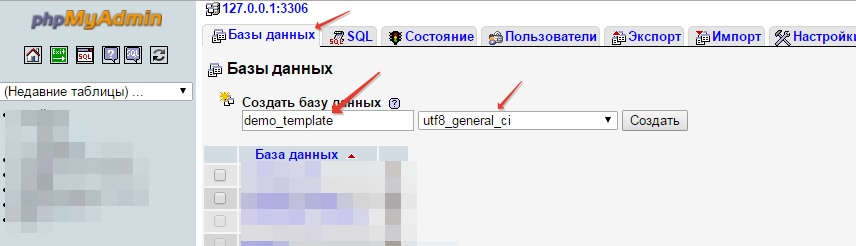 phpMyAdmin
(Недавние таблицы) ...
127.0.0.1:3306
Базы данных SQL Состояние Пользователи Экспорт Импорт Настройки
Базы данных
Создать базу данных
demo_template utf8_general_ci Создать
База данных